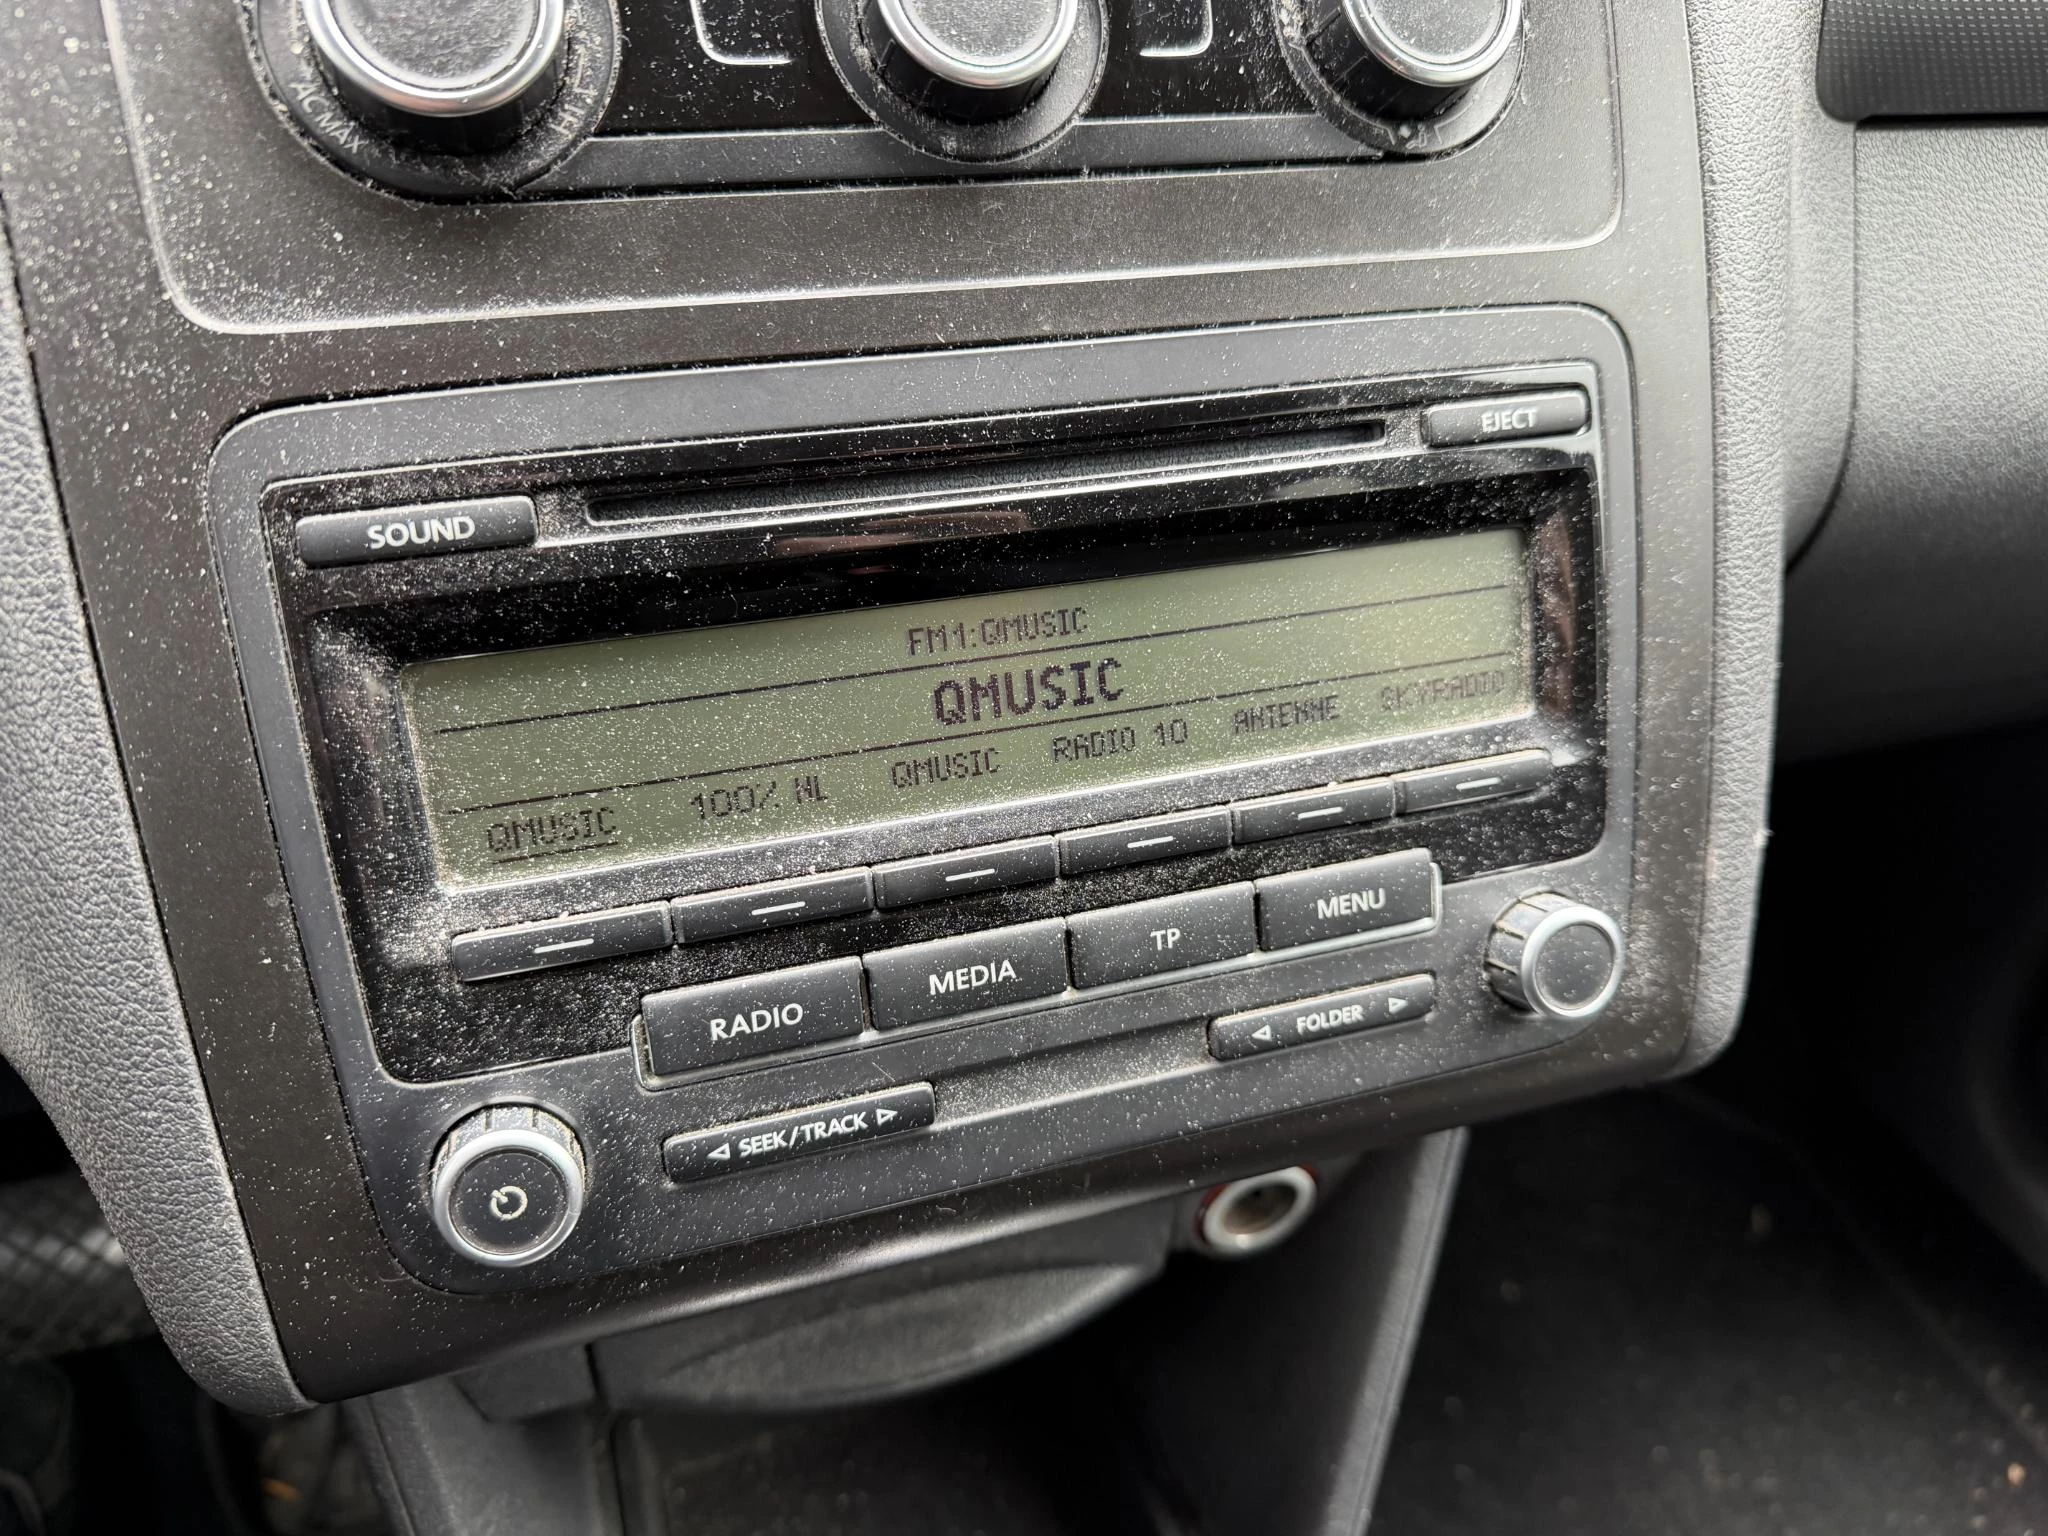 AC MAX
HI
EJECT
SOUND
FM1:QMUSIC
QMUSIC
QMUSIC 100% NL QMUSIC RADIO 10 ANTENNE SKYRADIO
RADIO MEDIA TP MENU
◁ FOLDER ▷
◁ SEEK/TRACK ▷